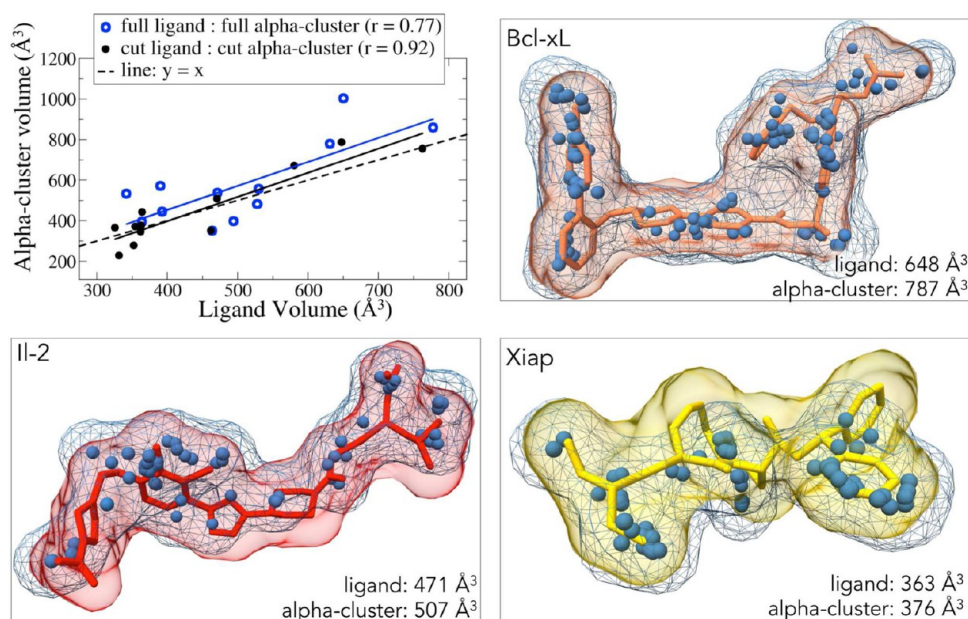 full ligand : full alpha-cluster (r = 0.77)
cut ligand : cut alpha-cluster (r = 0.92)
line: y = x
Alpha-cluster volume (Å³)
1200
1000
800
600
400
200
300 400 500 600 700 800
Ligand Volume (Å³)
Bcl-xL
ligand: 648 Å³
alpha-cluster: 787 Å³
Il-2
ligand: 471 Å³
alpha-cluster: 507 Å³
Xiap
ligand: 363 Å³
alpha-cluster: 376 Å³